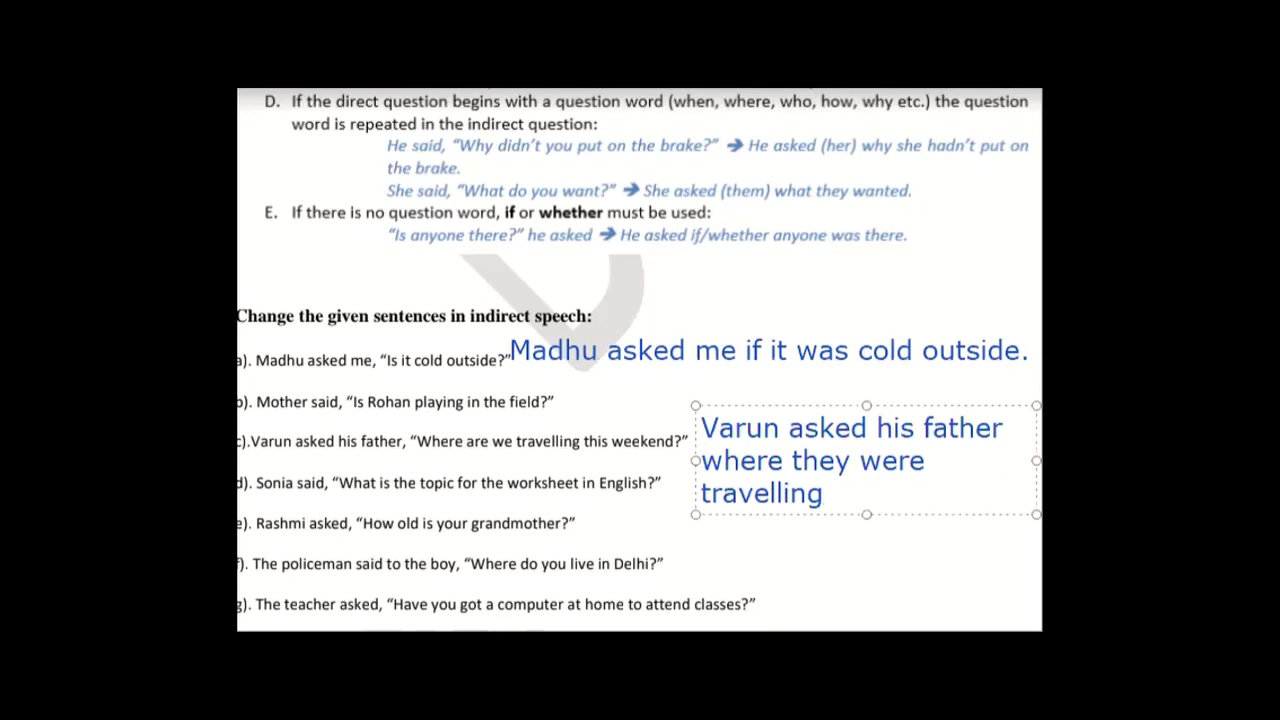 D. If the direct question begins with a question word (when, where, who, how, why etc.) the question
word is repeated in the indirect question:
He said, “Why didn’t you put on the brake?” ➔ He asked (her) why she hadn’t put on
the brake.
She said, “What do you want?” ➔ She asked (them) what they wanted.
E. If there is no question word, if or whether must be used:
“Is anyone there?” he asked ➔ He asked if/whether anyone was there.
Change the given sentences in indirect speech:
a). Madhu asked me, “Is it cold outside?” Madhu asked me if it was cold outside.
b). Mother said, “Is Rohan playing in the field?”
c).Varun asked his father, “Where are we travelling this weekend?”
Varun asked his father
where they were
travelling
d). Sonia said, “What is the topic for the worksheet in English?”
e). Rashmi asked, “How old is your grandmother?”
f). The policeman said to the boy, “Where do you live in Delhi?”
g). The teacher asked, “Have you got a computer at home to attend classes?”